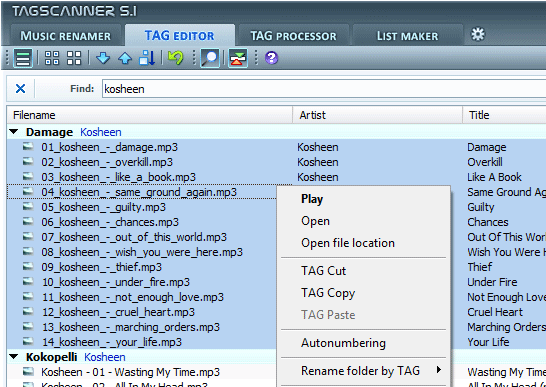 TAGSCANNER 5.1
MUSIC RENAMER TAG EDITOR TAG PROCESSOR LIST MAKER
Find: kosheen
Filename Artist Title
Damage Kosheen
01_kosheen_-_damage.mp3 Kosheen Damage
02_kosheen_-_overkill.mp3 Kosheen Overkill
03_kosheen_-_like_a_book.mp3 Kosheen Like A Book
04_kosheen_-_same_ground_again.mp3 Same Ground Ag
05_kosheen_-_guilty.mp3 Guilty
06_kosheen_-_chances.mp3 Chances
07_kosheen_-_out_of_this_world.mp3 Out Of This World
08_kosheen_-_wish_you_were_here.mp3 Wish You Were H
09_kosheen_-_thief.mp3 Thief
10_kosheen_-_under_fire.mp3 Under Fire
11_kosheen_-_not_enough_love.mp3 Not Enough Love
12_kosheen_-_cruel_heart.mp3 Cruel Heart
13_kosheen_-_marching_orders.mp3 Marching Orders
14_kosheen_-_your_life.mp3 Your Life
Kokopelli Kosheen
Kosheen - 01 - Wasting My Time.mp3 Wasting My Time
Kosheen - 02 - All In My Head.mp3 All In My Head
Play
Open
Open file location
TAG Cut
TAG Copy
TAG Paste
Autonumbering
Rename folder by TAG